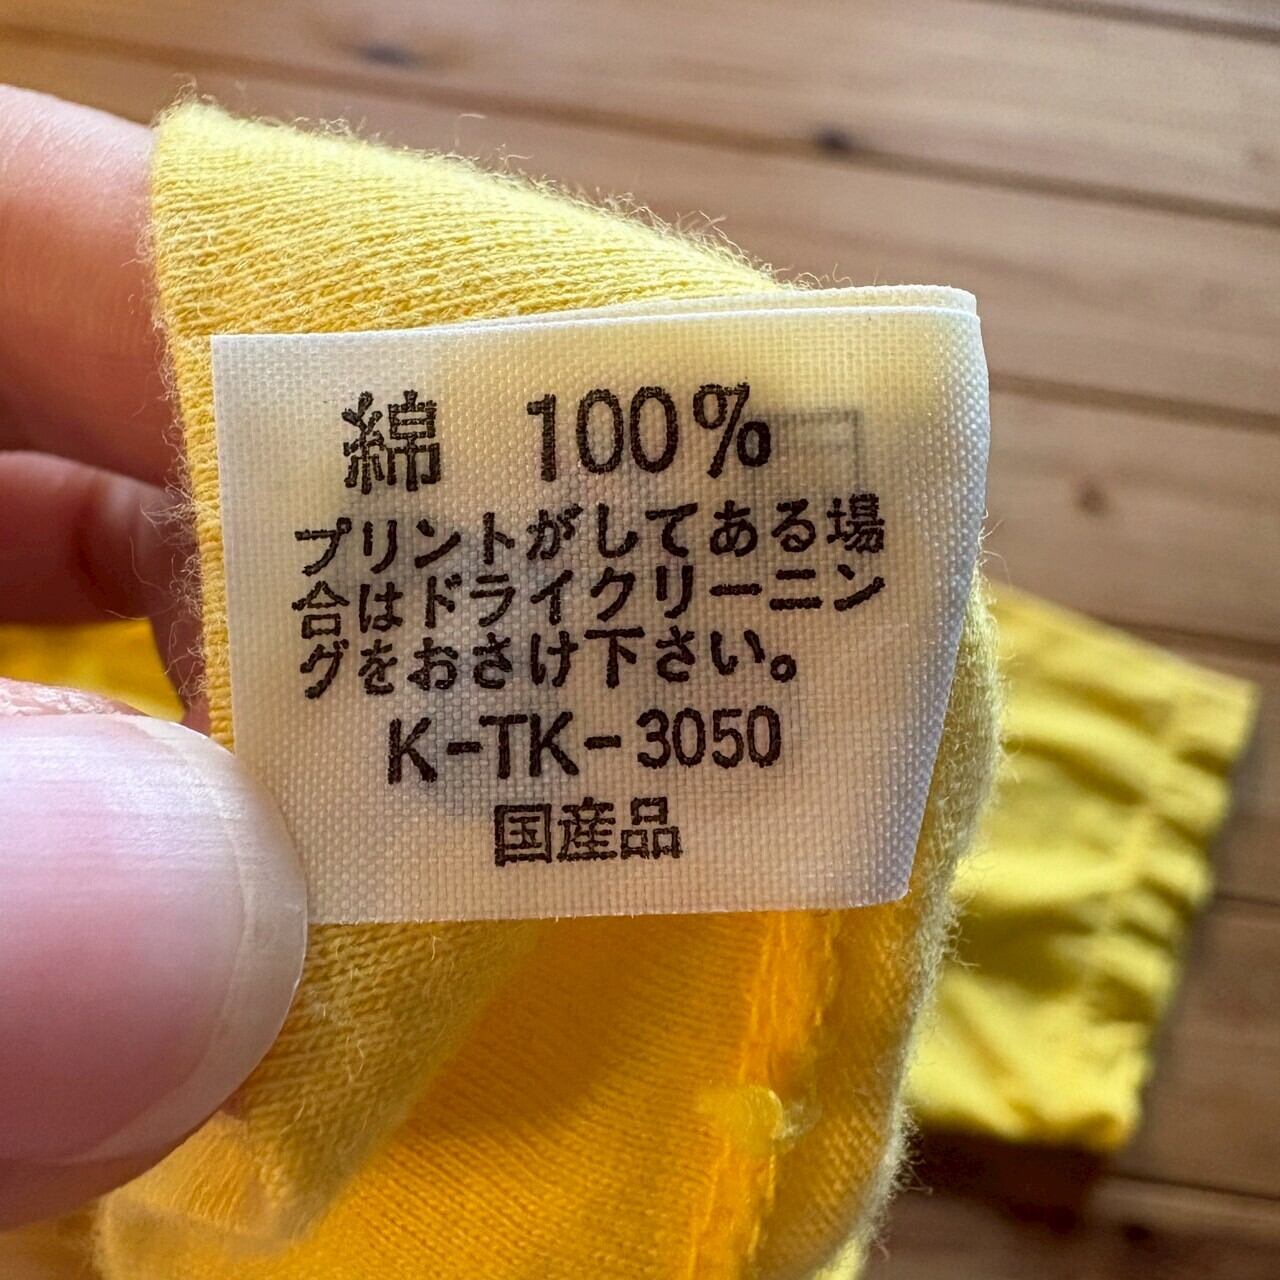 綿 100%
プリントがしてある場
合はドライクリーニン
グをおさけ下さい。
K-TK-3050
国産品